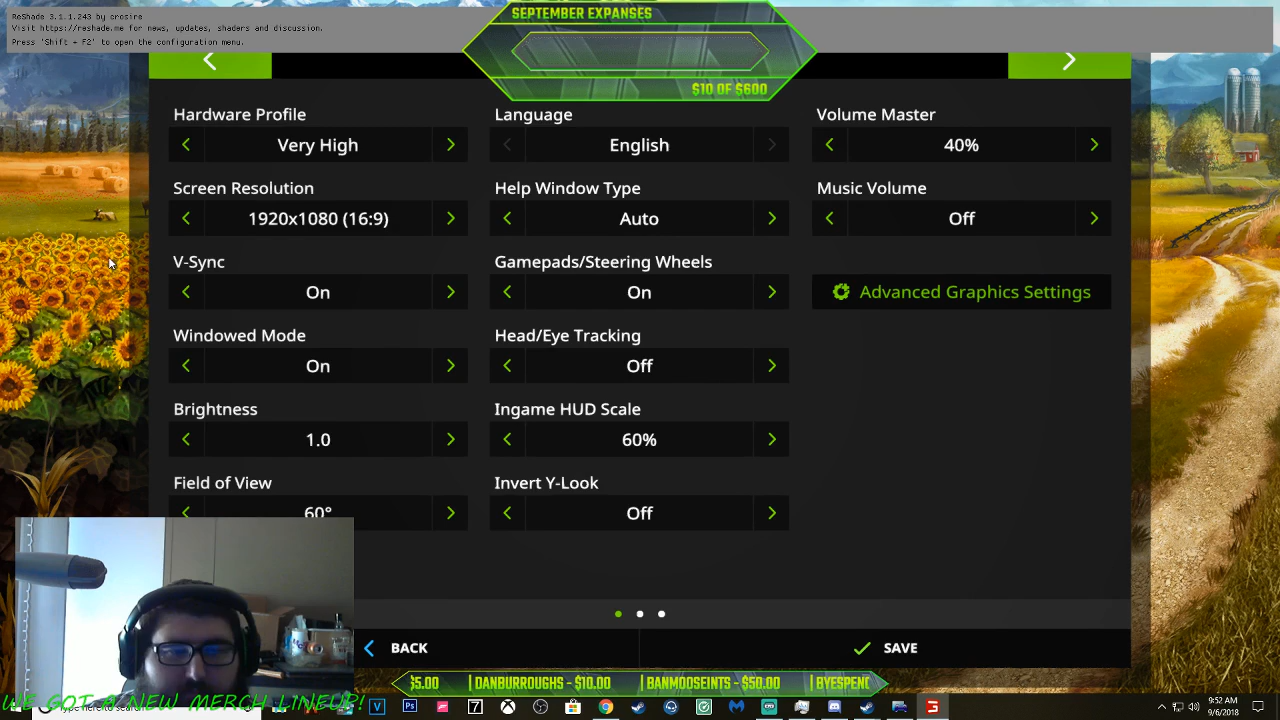 ReShade 3.1.1.243 by crosire
Visit https://reshade.me for news, updates, shaders and discussion.
Press 'Shift + F2' to open the configuration menu.
SEPTEMBER EXPANSES
$10 OF $600
Hardware Profile
Very High
Screen Resolution
1920x1080 (16:9)
V-Sync
On
Windowed Mode
On
Brightness
1.0
Field of View
60°
Language
English
Help Window Type
Auto
Gamepads/Steering Wheels
On
Head/Eye Tracking
Off
Ingame HUD Scale
60%
Invert Y-Look
Off
Volume Master
40%
Music Volume
Off
Advanced Graphics Settings
BACK
SAVE
$5.00 | DANBURROUGHS - $10.00 | BANMOOSEINTS - $50.00 |
WE GOT A NEW MERCH LINEUP!
9:52 AM
9/6/2018